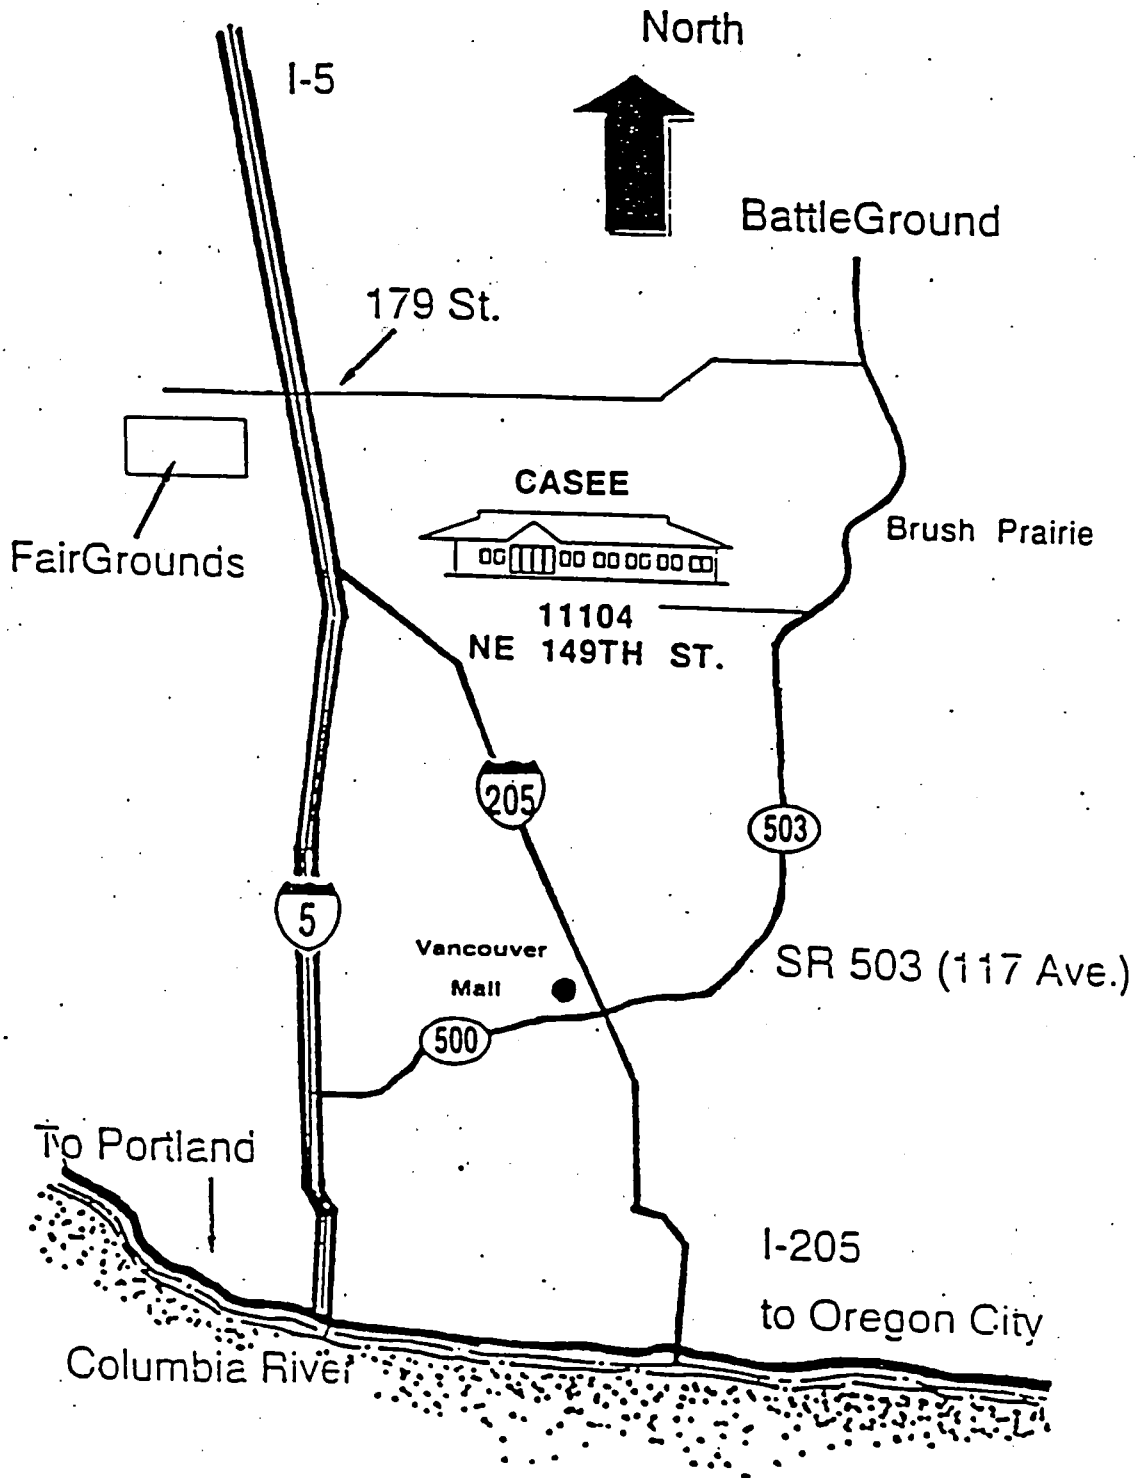 North
I-5
BattleGround
179 St.
CASEE
Brush Prairie
FairGrounds
11104
NE 149TH ST.
205
503
5
Vancouver
Mall
SR 503 (117 Ave.)
500
To Portland
I-205
to Oregon City
Columbia River